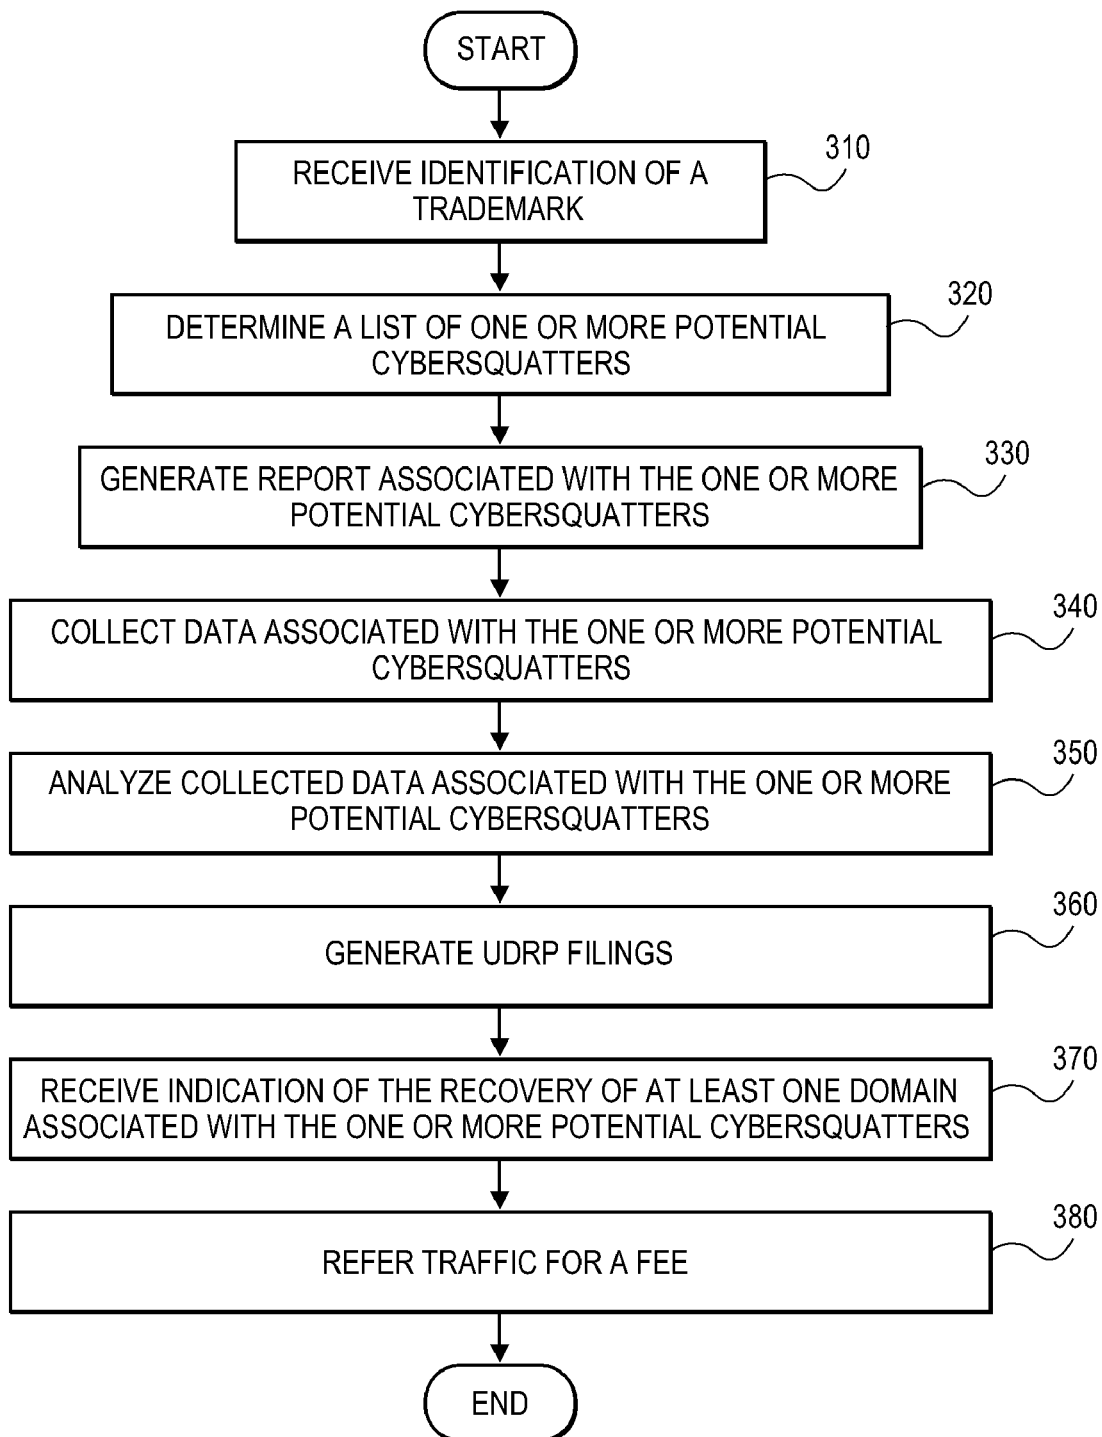 START
310
RECEIVE IDENTIFICATION OF A
TRADEMARK
320
DETERMINE A LIST OF ONE OR MORE POTENTIAL
CYBERSQUATTERS
330
GENERATE REPORT ASSOCIATED WITH THE ONE OR MORE
POTENTIAL CYBERSQUATTERS
340
COLLECT DATA ASSOCIATED WITH THE ONE OR MORE POTENTIAL
CYBERSQUATTERS
350
ANALYZE COLLECTED DATA ASSOCIATED WITH THE ONE OR MORE
POTENTIAL CYBERSQUATTERS
360
GENERATE UDRP FILINGS
370
RECEIVE INDICATION OF THE RECOVERY OF AT LEAST ONE DOMAIN
ASSOCIATED WITH THE ONE OR MORE POTENTIAL CYBERSQUATTERS
380
REFER TRAFFIC FOR A FEE
END